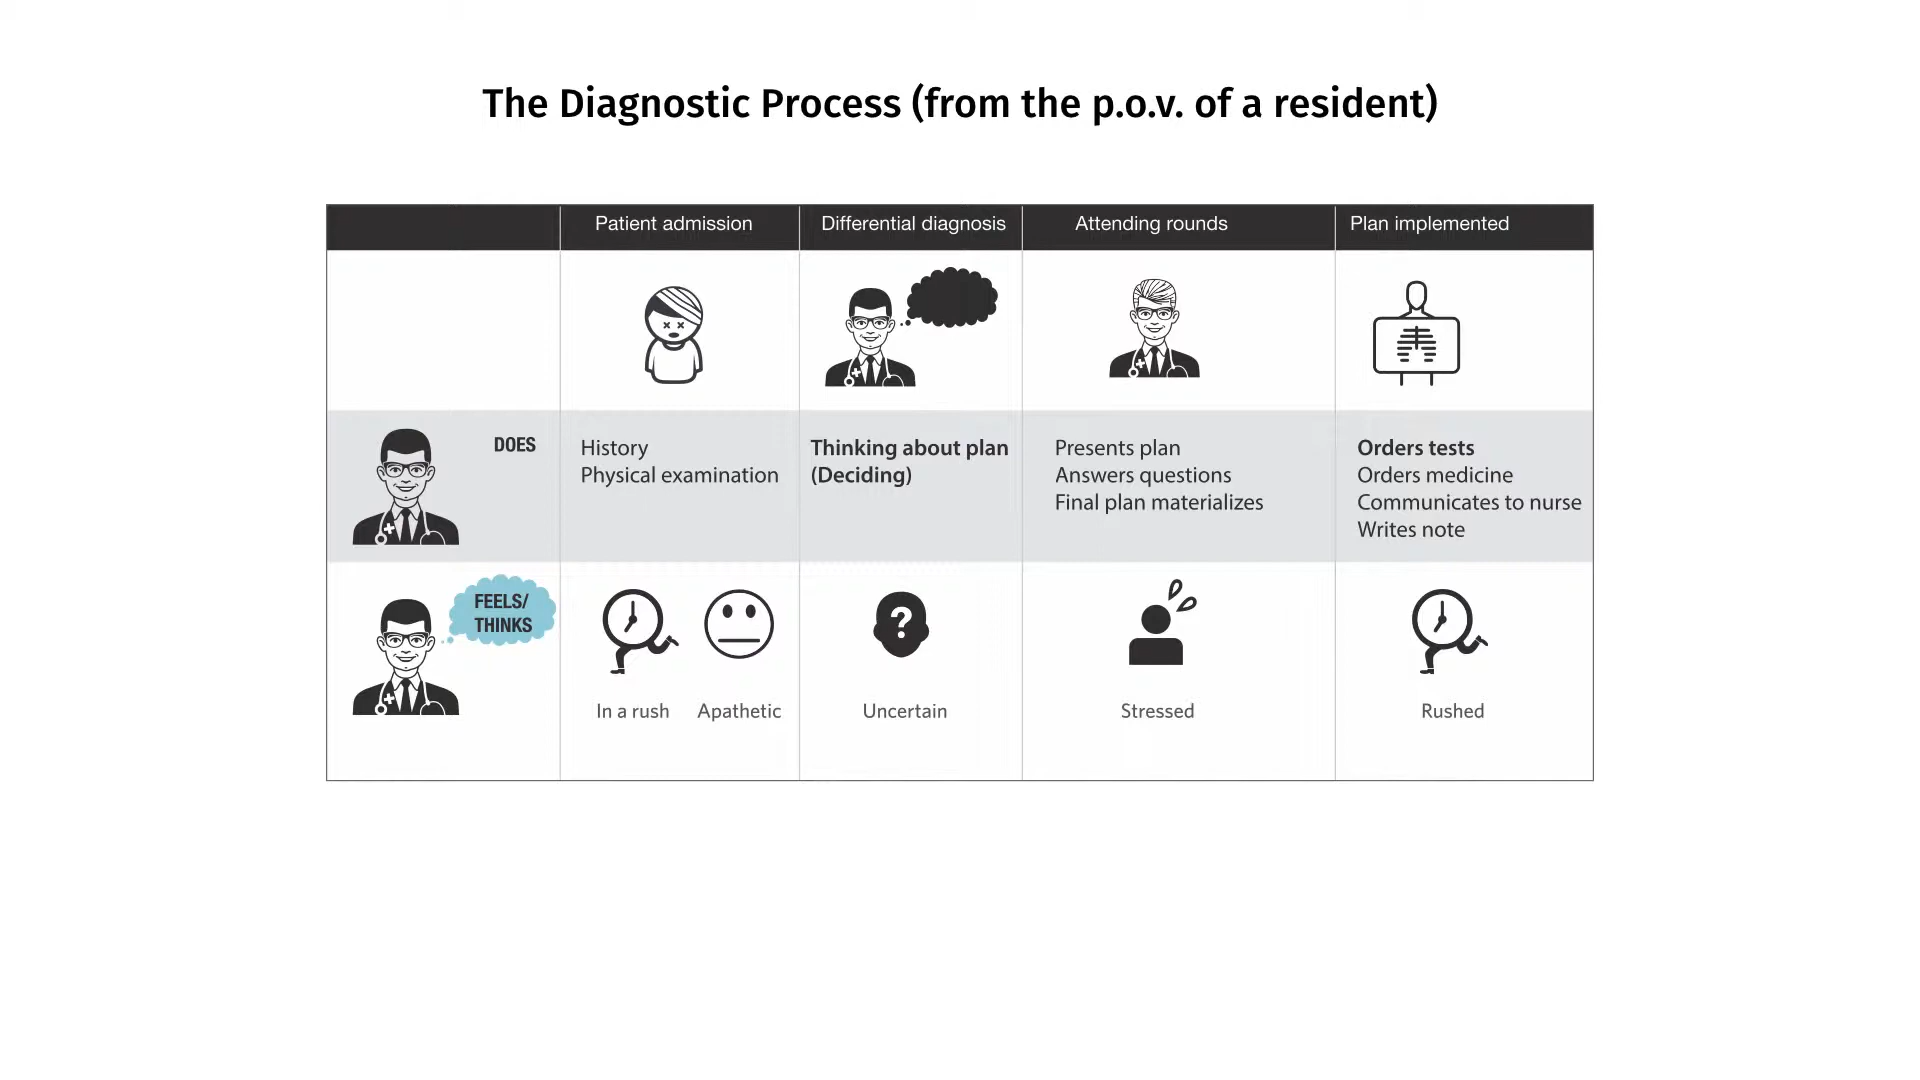 The Diagnostic Process (from the p.o.v. of a resident)
Patient admission
Differential diagnosis
Attending rounds
Plan implemented
DOES
History
Physical examination
Thinking about plan
(Deciding)
Presents plan
Answers questions
Final plan materializes
Orders tests
Orders medicine
Communicates to nurse
Writes note
FEELS/
THINKS
?
In a rush
Apathetic
Uncertain
Stressed
Rushed